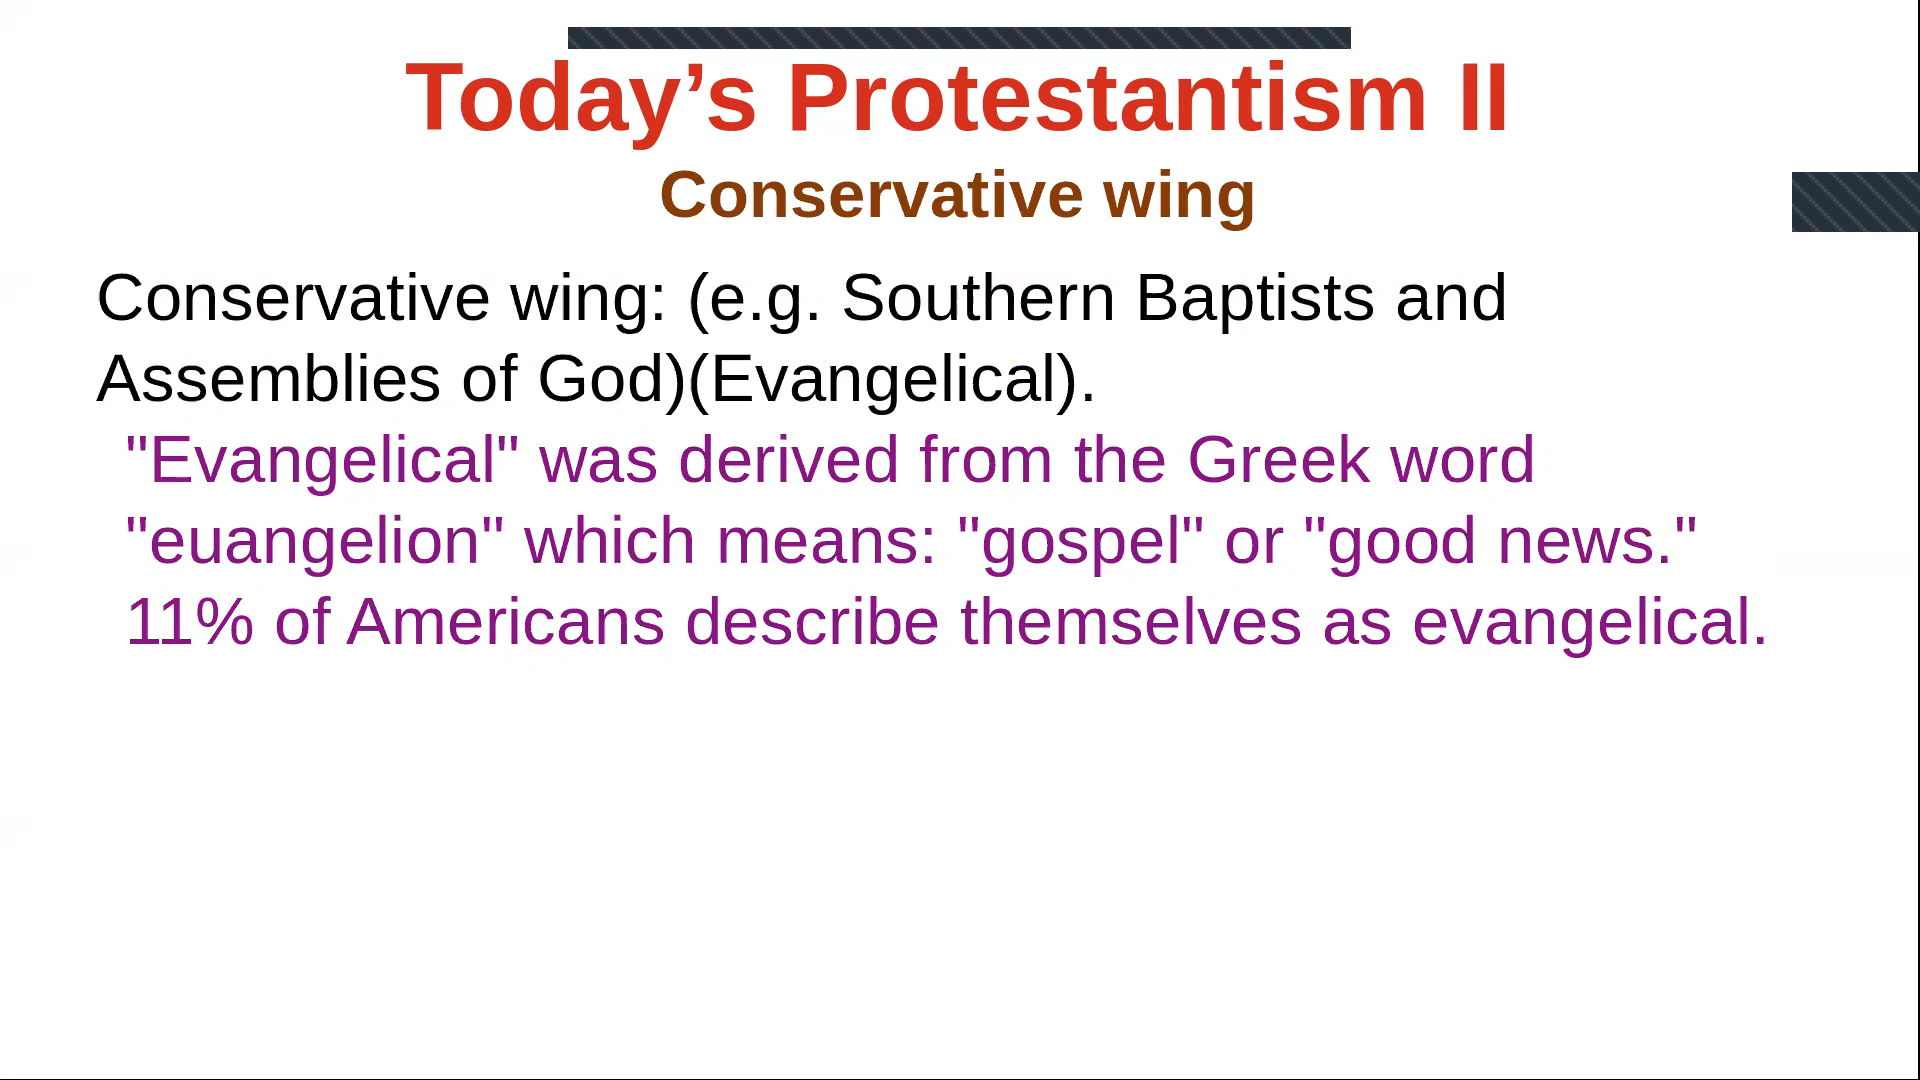 Today’s Protestantism II
Conservative wing
Conservative wing: (e.g. Southern Baptists and
Assemblies of God)(Evangelical).
"Evangelical" was derived from the Greek word
"euangelion" which means: "gospel" or "good news."
11% of Americans describe themselves as evangelical.